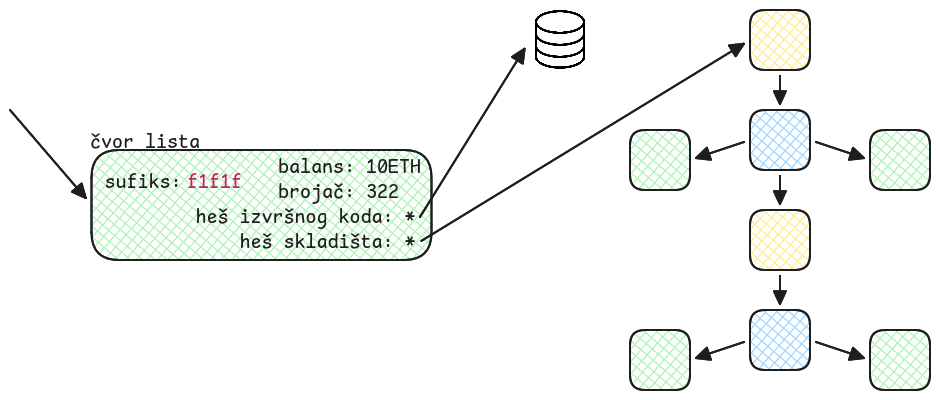 čvor lista
sufiks: f1f1f
balans: 10ETH
brojač: 322
heš izvršnog koda: *
heš skladišta: *